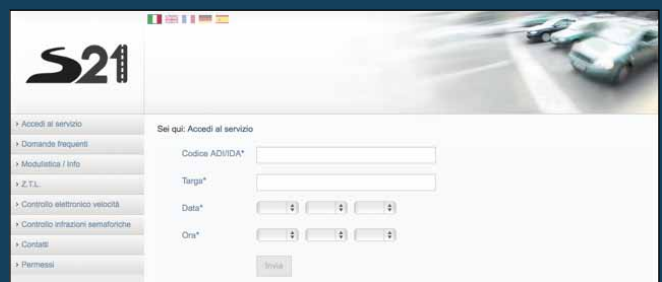 S21
› Accedi al servizio
› Domande frequenti
› Modulistica / Info
› Z.T.L.
› Controllo elettronico velocità
› Controllo infrazioni semaforiche
› Contatti
› Permessi
Sei qui: Accedi al servizio
Codice ADI/IDA*
Targa*
Data*
Ora*
Invia